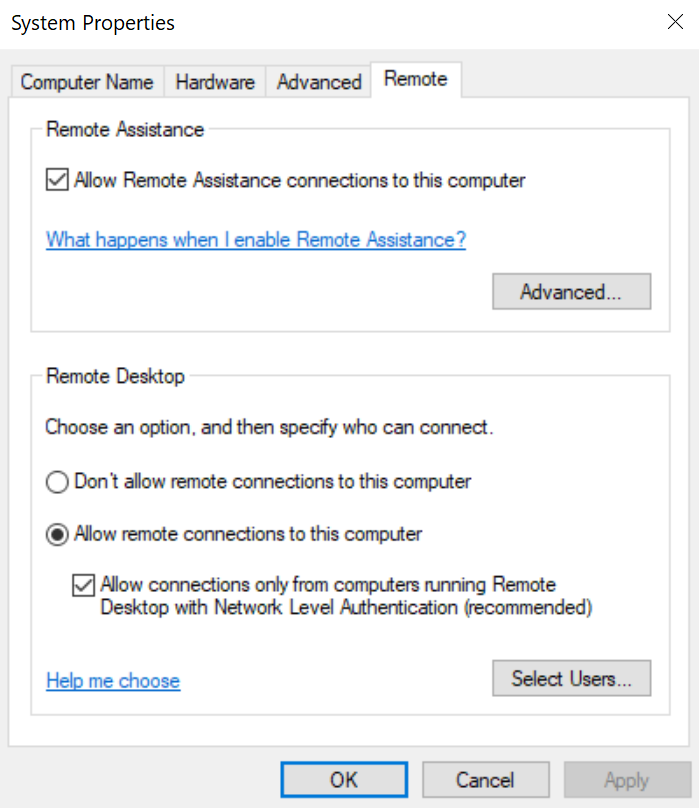 System Properties
Computer Name
Hardware
Advanced
Remote
Remote Assistance
Allow Remote Assistance connections to this computer
What happens when I enable Remote Assistance?
Advanced...
Remote Desktop
Choose an option, and then specify who can connect.
Don't allow remote connections to this computer
Allow remote connections to this computer
Allow connections only from computers running Remote
Desktop with Network Level Authentication (recommended)
Help me choose
Select Users...
OK
Cancel
Apply